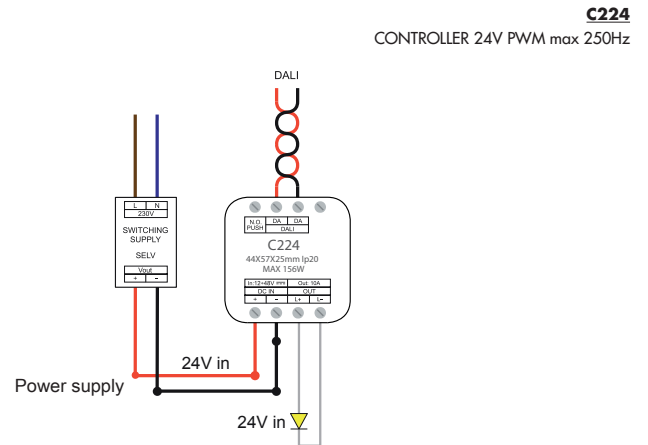 C224
CONTROLLER 24V PWM max 250Hz
DALI
L N
230V
SWITCHING
SUPPLY
SELV
Vout
+ -
N.O. DA DA
PUSH DALI
C224
44X57X25mm Ip20
MAX 156W
In:12÷48V Out: 10A
DC IN OUT
+ - L+ L-
24V in
Power supply
24V in